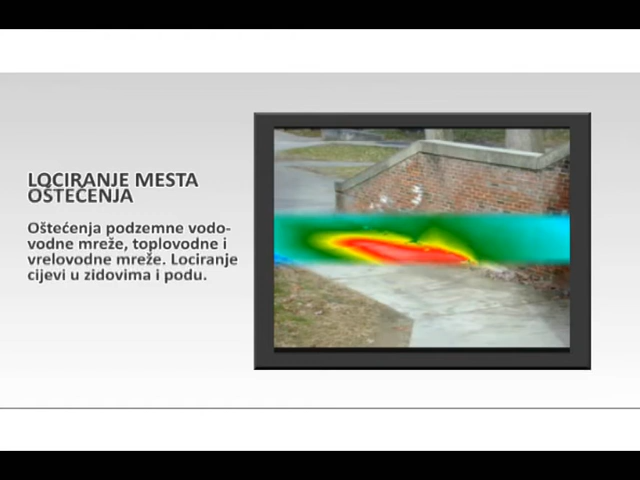 LOCIRANJE MESTA
OŠTEĆENJA
Oštećenja podzemne vodo-
vodne mreže, toplovodne i
vrelovodne mreže. Lociranje
cijevi u zidovima i podu.